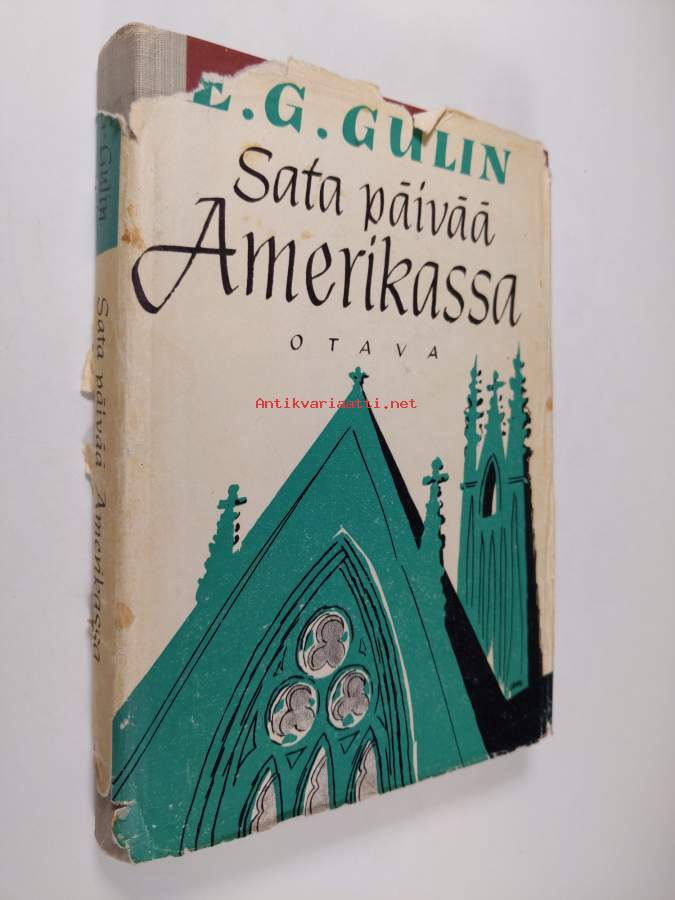 E. G. GULIN
Sata päivää
Amerikassa
OTAVA
Antikvariaatti.net
G. Gulin
Sata päivää Amerikassa